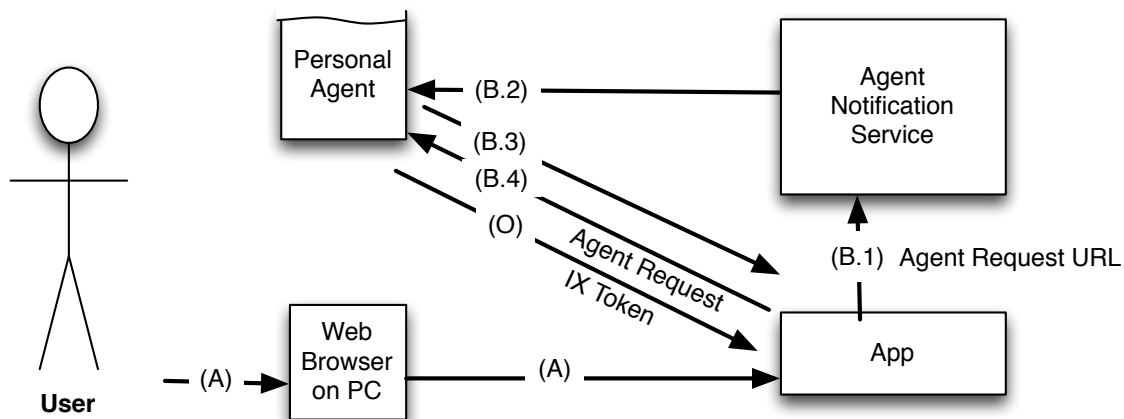 Personal
Agent
Agent
Notification
Service
(B.2)
(B.3)
(B.4)
(O)
Agent Request
IX Token
(B.1) Agent Request URL
Web
Browser
on PC
App
(A)
(A)
User